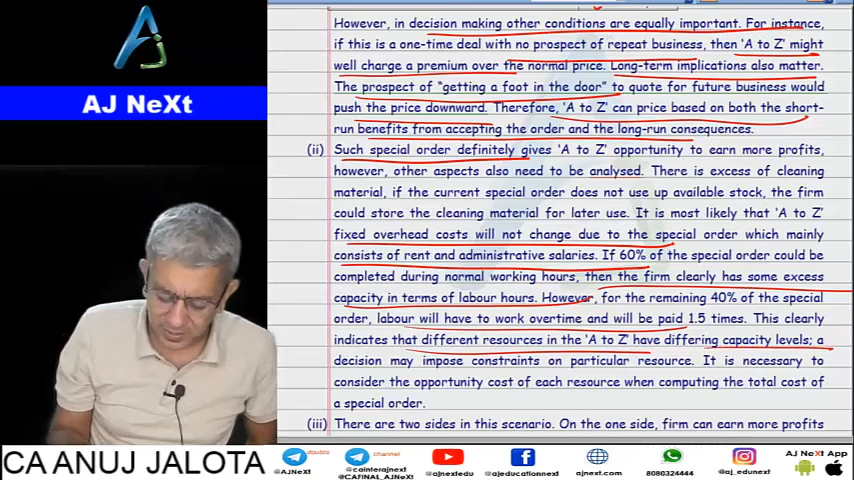 AJ NeXt
However, in decision making other conditions are equally important. For instance,
if this is a one-time deal with no prospect of repeat business, then 'A to Z' might
well charge a premium over the normal price. Long-term implications also matter.
The prospect of "getting a foot in the door" to quote for future business would
push the price downward. Therefore, 'A to Z' can price based on both the short-
run benefits from accepting the order and the long-run consequences.
(ii) Such special order definitely gives 'A to Z' opportunity to earn more profits,
however, other aspects also need to be analysed. There is excess of cleaning
material, if the current special order does not use up available stock, the firm
could store the cleaning material for later use. It is most likely that 'A to Z'
fixed overhead costs will not change due to the special order which mainly
consists of rent and administrative salaries. If 60% of the special order could be
completed during normal working hours, then the firm clearly has some excess
capacity in terms of labour hours. However, for the remaining 40% of the special
order, labour will have to work overtime and will be paid 1.5 times. This clearly
indicates that different resources in the 'A to Z' have differing capacity levels; a
decision may impose constraints on particular resource. It is necessary to
consider the opportunity cost of each resource when computing the total cost of
a special order.
(iii) There are two sides in this scenario. On the one side, firm can earn more profits
CA ANUJ JALOTA
doubts
@AJNeXt
channel
@cainterajnext
@CAFINAL_AJNeXt
@ajnextedu
@ajeducationnext
ajnext.com
8080324444
@aj_edunext
AJ NeXt App